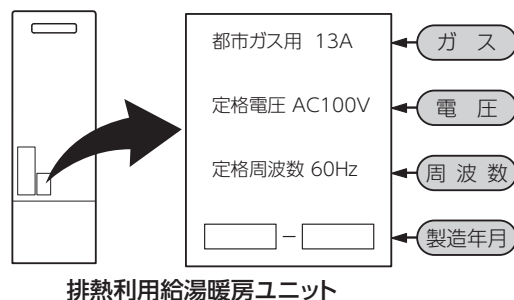 都市ガス用 13A
ガス
定格電圧 AC100V
電圧
定格周波数 60Hz
周波数
－
製造年月
排熱利用給湯暖房ユニット